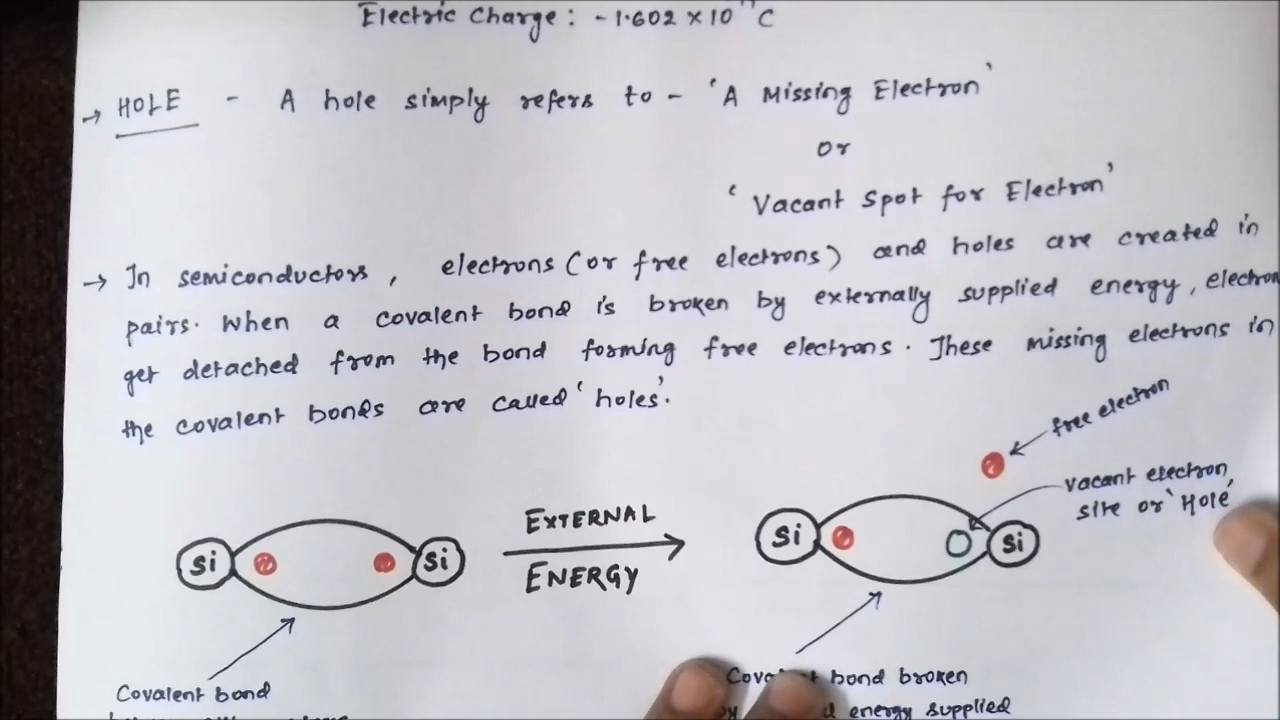 Electric Charge : -1.602 × 10 C
→ HOLE - A hole simply refers to - 'A Missing Electron'
Or
'Vacant Spot for Electron'
→ In semiconductors, electrons (or free electrons) and holes are created in
pairs. When a covalent bond is broken by externally supplied energy, electron
get detached from the bond forming free electrons. These missing electrons in
the covalent bonds are called 'holes'.
free electron
vacant electron
site or 'Hole'
Si
Si
EXTERNAL
ENERGY
Si
Si
Covalent bond
bond broken
energy supplied